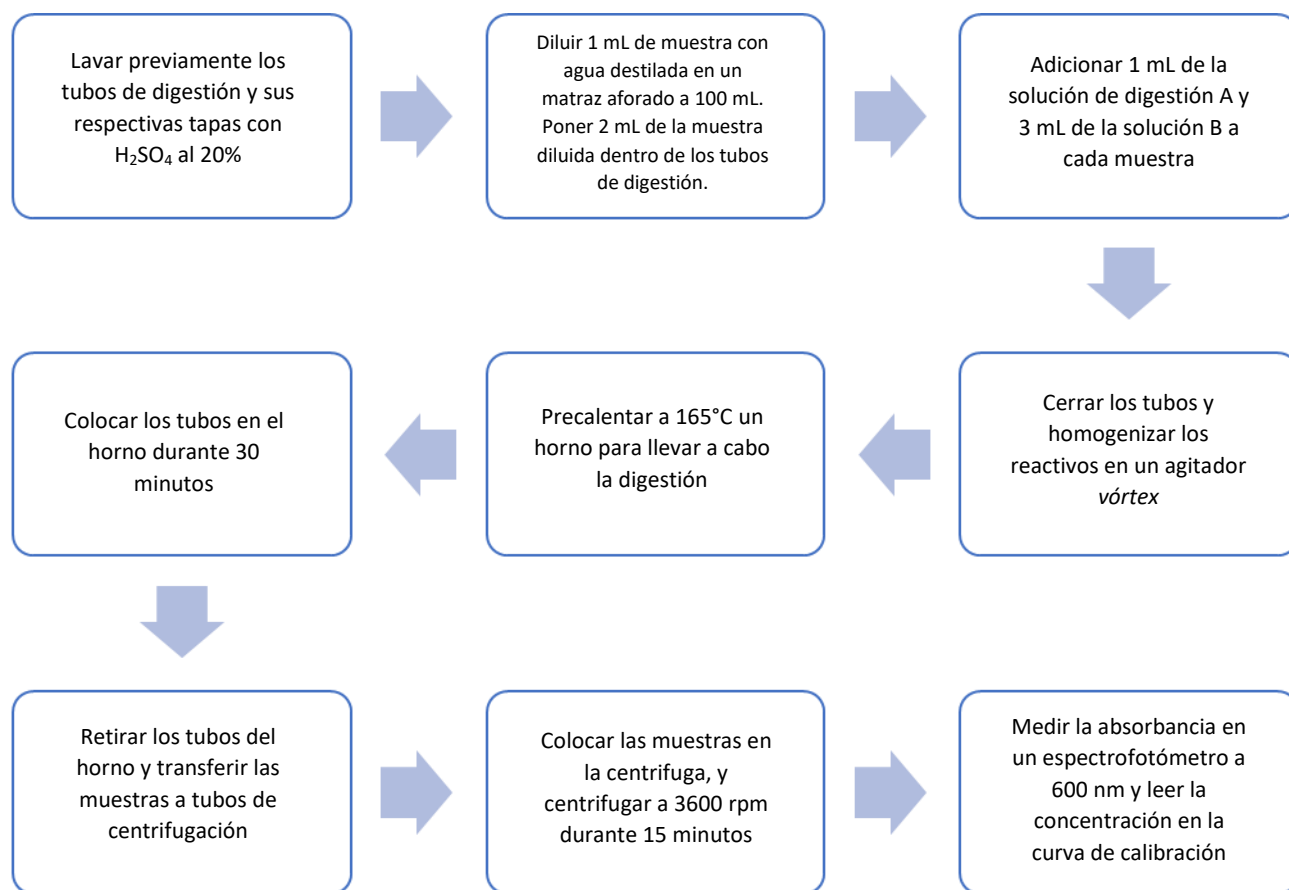 Lavar previamente los
tubos de digestión y sus
respectivas tapas con
H₂SO₄ al 20%
Diluir 1 mL de muestra con
agua destilada en un
matraz aforado a 100 mL.
Poner 2 mL de la muestra
diluida dentro de los tubos
de digestión.
Adicionar 1 mL de la
solución de digestión A y
3 mL de la solución B a
cada muestra
Cerrar los tubos y
homogenizar los
reactivos en un agitador
vórtex
Precalentar a 165°C un
horno para llevar a cabo
la digestión
Colocar los tubos en el
horno durante 30
minutos
Retirar los tubos del
horno y transferir las
muestras a tubos de
centrifugación
Colocar las muestras en
la centrifuga, y
centrifugar a 3600 rpm
durante 15 minutos
Medir la absorbancia en
un espectrofotómetro a
600 nm y leer la
concentración en la
curva de calibración